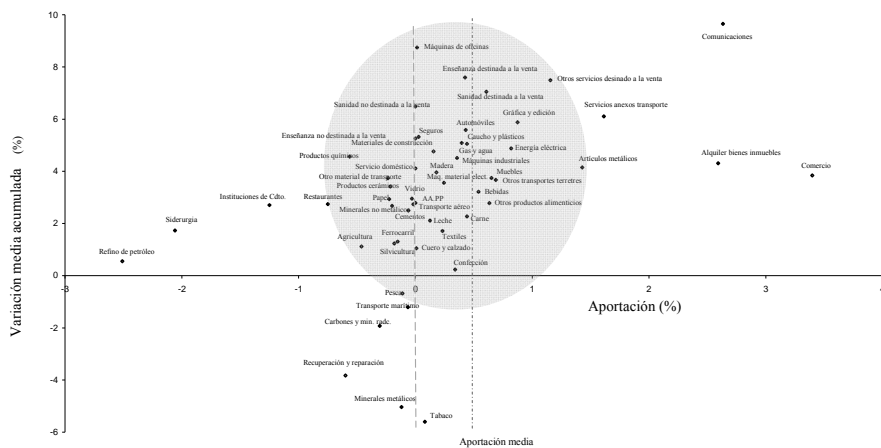 Variación media acumulada (%)
10
Comunicaciones
Máquinas de oficinas
8
Enseñanza destinada a la venta
Otros servicios desinado a la venta
Sanidad destinada a la venta
Sanidad no destinada a la venta
Servicios anexos transporte
Gráfica y edición
6
Automóviles
Seguros
Enseñanza no destinada a la venta
Caucho y plásticos
Materiales de construcción
Energía eléctrica
Gas y agua
Productos químicos
Máquinas industriales
Alquiler bienes inmuebles
Artículos metálicos
Comercio
4
Servicio doméstico
Madera
Muebles
Otro material de transporte
Maq. material elect.
Otros transportes terretres
Productos cerámicos
Vidrio
Bebidas
Instituciones de Cdto.
Restaurantes
Papel
AA.PP
Otros productos alimenticios
Minerales no metálicos
Transporte aéreo
Siderurgia
2
Cementos
Leche
Carne
Agricultura
Ferrocarril
Textiles
Silvicultura
Cuero y calzado
Refino de petróleo
Confección
0
-3
-2
-1
0
1
2
3
4
Pesca
Transporte marítimo
Aportación (%)
-2
Carbones y min. radc.
Recuperación y reparación
-4
Minerales metálicos
Tabaco
-6
Aportación media